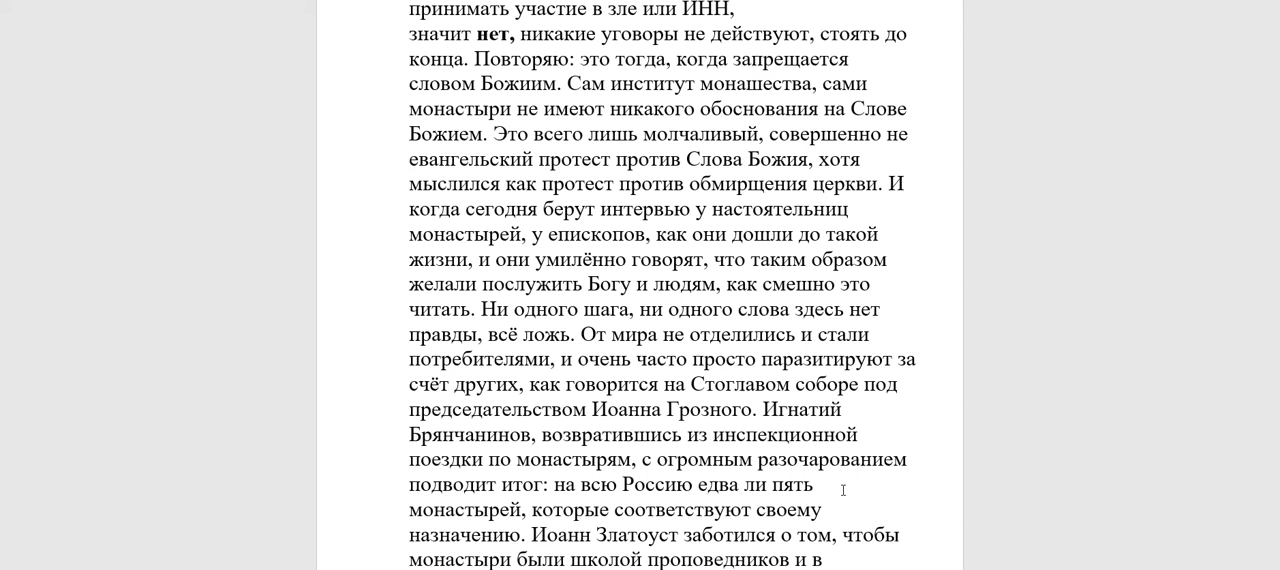 принимать участие в зле или ИНН,
значит нет, никакие уговоры не действуют, стоять до
конца. Повторяю: это тогда, когда запрещается
словом Божиим. Сам институт монашества, сами
монастыри не имеют никакого обоснования на Слове
Божием. Это всего лишь молчаливый, совершенно не
евангельский протест против Слова Божия, хотя
мыслился как протест против обмирщения церкви. И
когда сегодня берут интервью у настоятельниц
монастырей, у епископов, как они дошли до такой
жизни, и они умилённо говорят, что таким образом
желали послужить Богу и людям, как смешно это
читать. Ни одного шага, ни одного слова здесь нет
правды, всё ложь. От мира не отделились и стали
потребителями, и очень часто просто паразитируют за
счёт других, как говорится на Стоглавом соборе под
председательством Иоанна Грозного. Игнатий
Брянчанинов, возвратившись из инспекционной
поездки по монастырям, с огромным разочарованием
подводит итог: на всю Россию едва ли пять
монастырей, которые соответствуют своему
назначению. Иоанн Златоуст заботился о том, чтобы
монастыри были школой проповедников и в